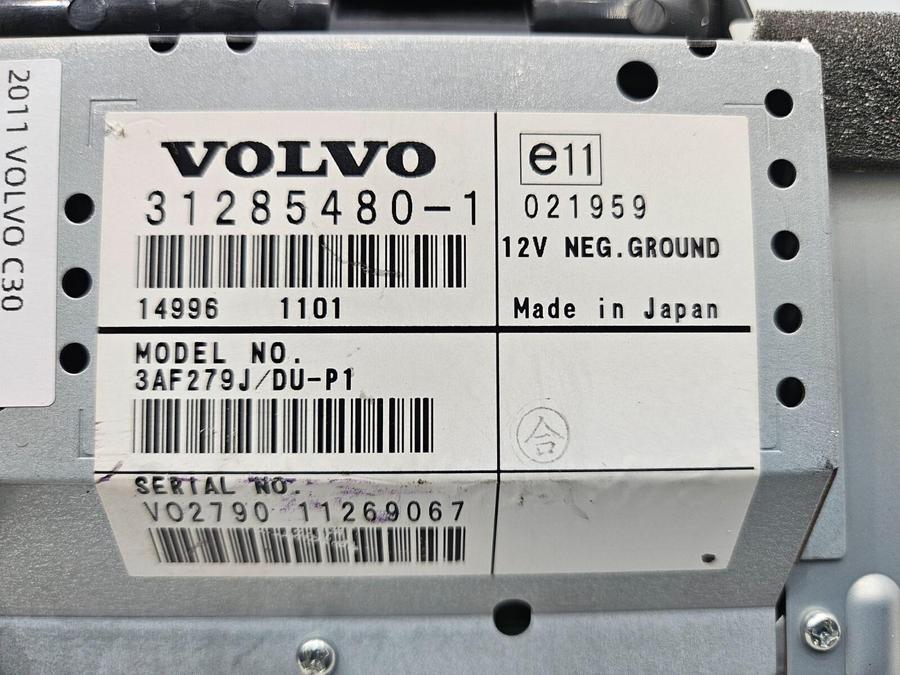 2011 VOLVO C30
VOLVO
31285480-1
14996 1101
MODEL NO.
3AF279J/DU-P1
SERIAL NO.
VO2790 11269067
e11
021959
12V NEG.GROUND
Made in Japan
合